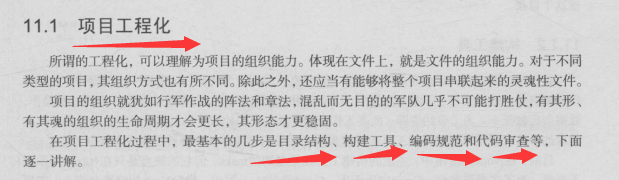 11.1 项目工程化
所谓的工程化，可以理解为项目的组织能力。体现在文件上，就是文件的组织能力。对于不同
类型的项目，其组织方式也有所不同。除此之外，还应当有能够将整个项目串联起来的灵魂性文件。
项目的组织就犹如行军作战的阵法和章法，混乱而无目的的军队几乎不可能打胜仗，有其形、
有其魂的组织的生命周期才会更长，其形态才更稳固。
在项目工程化过程中，最基本的几步是目录结构、构建工具、编码规范和代码审查等，下面
逐一讲解。